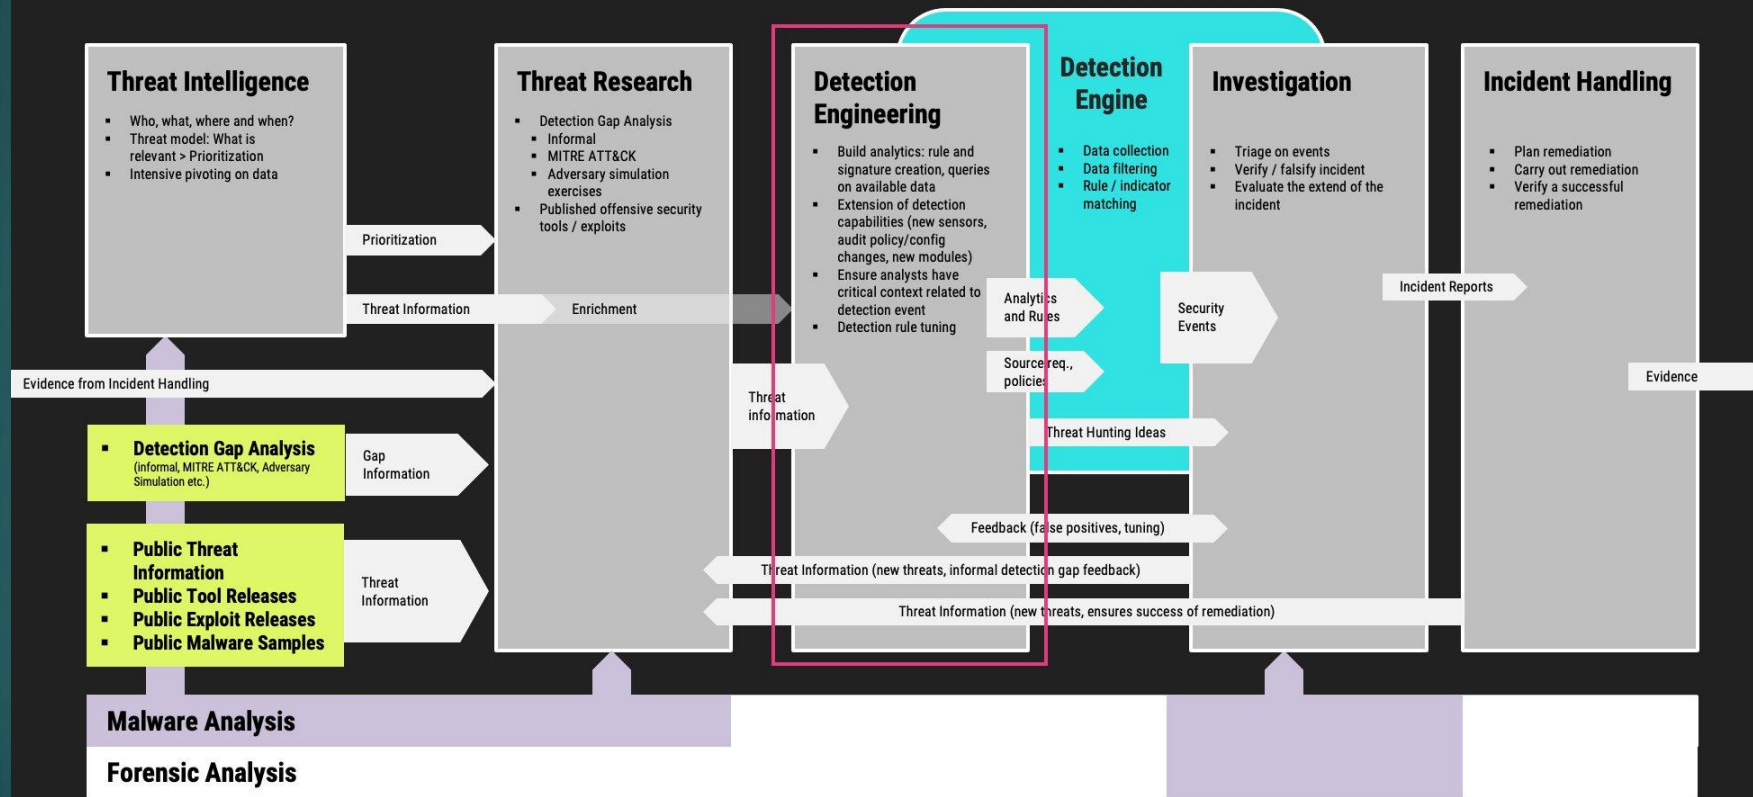 Threat Intelligence
▪ Who, what, where and when?
▪ Threat model: What is
relevant > Prioritization
▪ Intensive pivoting on data
Prioritization
Threat Information
Enrichment
Evidence from Incident Handling
▪ Detection Gap Analysis
(informal, MITRE ATT&CK, Adversary
Simulation etc.)
Gap
Information
▪ Public Threat
Information
▪ Public Tool Releases
▪ Public Exploit Releases
▪ Public Malware Samples
Threat
Information
Threat Research
▪ Detection Gap Analysis
▪ Informal
▪ MITRE ATT&CK
▪ Adversary simulation
exercises
▪ Published offensive security
tools / exploits
Threat
information
Detection
Engineering
▪ Build analytics: rule and
signature creation, queries
on available data
▪ Extension of detection
capabilities (new sensors,
audit policy/config
changes, new modules)
▪ Ensure analysts have
critical context related to
detection event
▪ Detection rule tuning
Analytics
and Rules
Source req.,
policies
Detection
Engine
▪ Data collection
▪ Data filtering
▪ Rule / indicator
matching
Security
Events
Threat Hunting Ideas
Feedback (false positives, tuning)
Threat Information (new threats, informal detection gap feedback)
Threat Information (new threats, ensures success of remediation)
Investigation
▪ Triage on events
▪ Verify / falsify incident
▪ Evaluate the extend of the
incident
Incident Reports
Incident Handling
▪ Plan remediation
▪ Carry out remediation
▪ Verify a successful
remediation
Evidence
Malware Analysis
Forensic Analysis